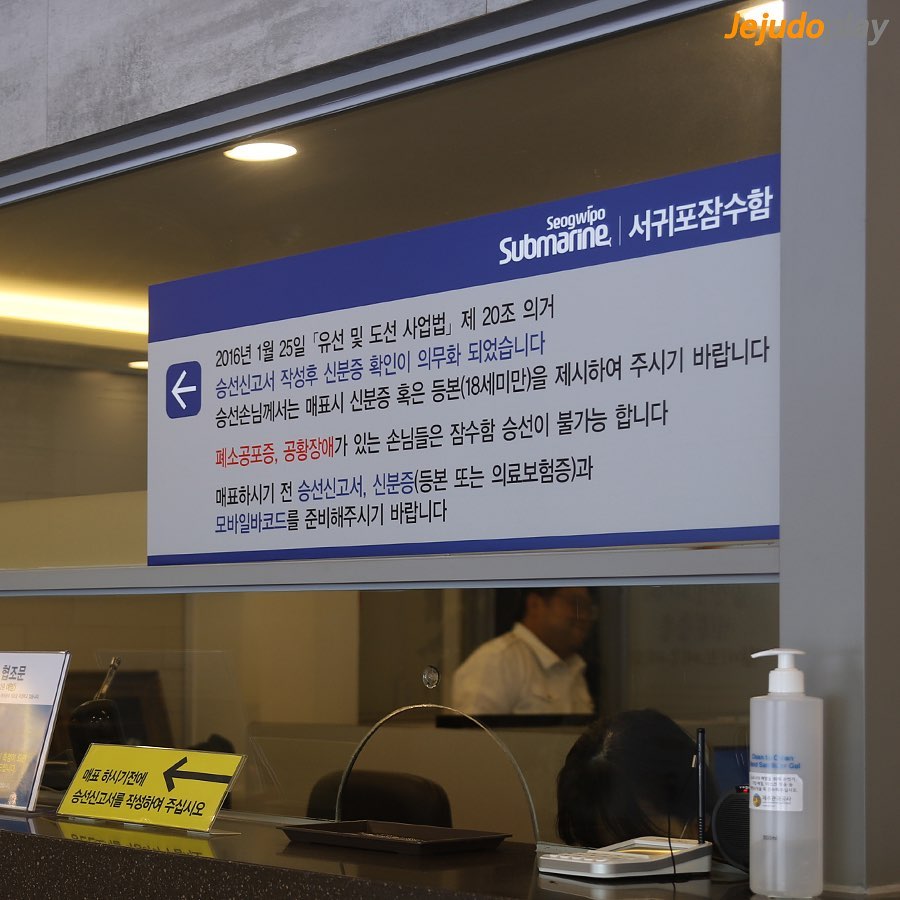 Jejudo
Seogwipo
Submarine
서귀포잠수함
2016년 1월 25일 「유선 및 도선 사업법」 제 20조 의거
승선신고서 작성후 신분증 확인이 의무화 되었습니다
승선손님께서는 매표시 신분증 혹은 등본(18세미만)을 제시하여 주시기 바랍니다
폐소공포증, 공황장애가 있는 손님들은 잠수함 승선이 불가능 합니다
매표하시기 전 승선신고서, 신분증(등본 또는 의료보험증)과
모바일바코드를 준비해주시기 바랍니다
협조문
매표 하시기전에
승선신고서를 작성하여 주십시오